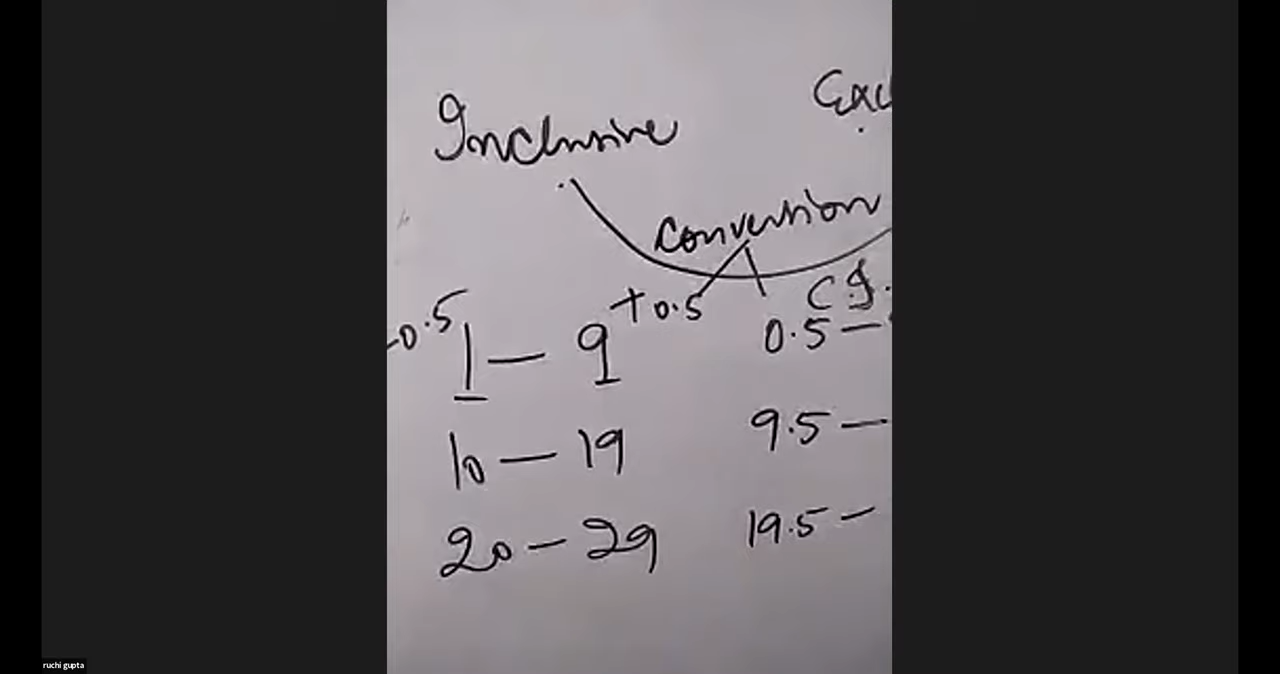 Inclusive Exc
Conversion
-0.5 +0.5 C.I.
1 — 9 0.5 —
10 — 19 9.5 —
20 — 29 19.5 —
ruchi gupta